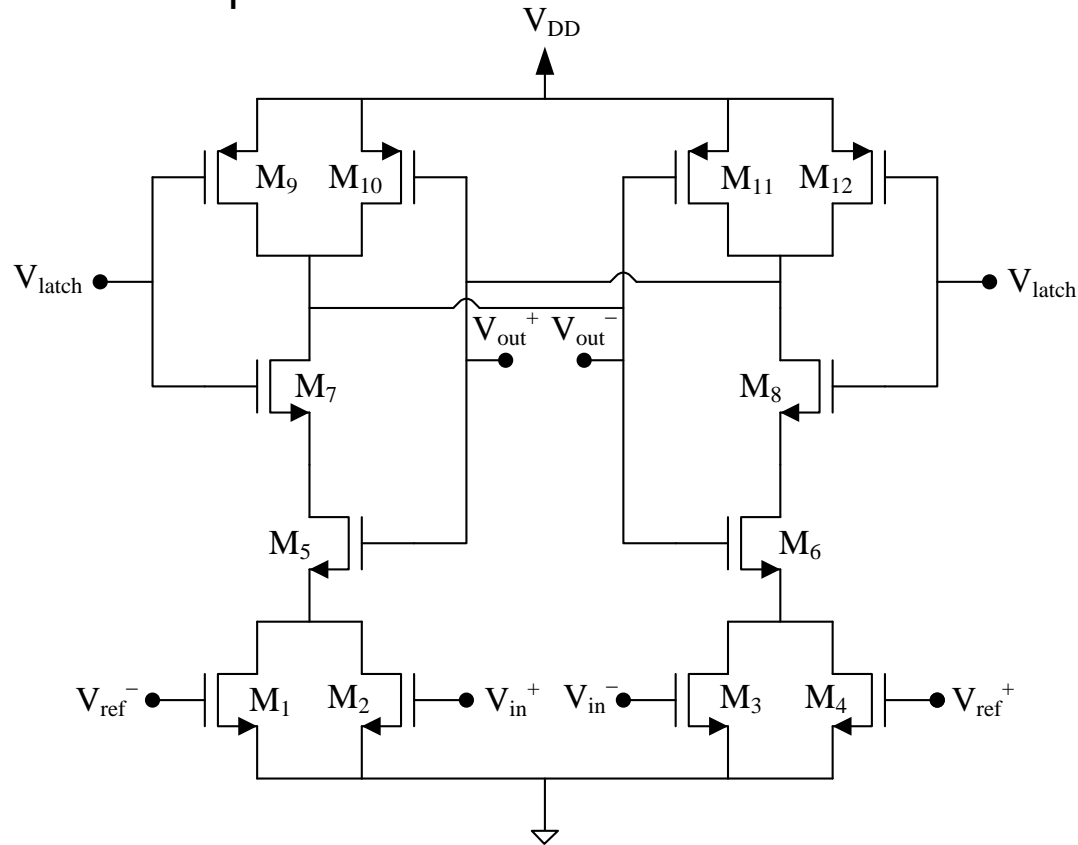 V_DD
M_9 M_10 M_11 M_12
V_latch V_latch
V_out^+ V_out^−
M_7 M_8
M_5 M_6
V_ref^− M_1 M_2 V_in^+ V_in^− M_3 M_4 V_ref^+